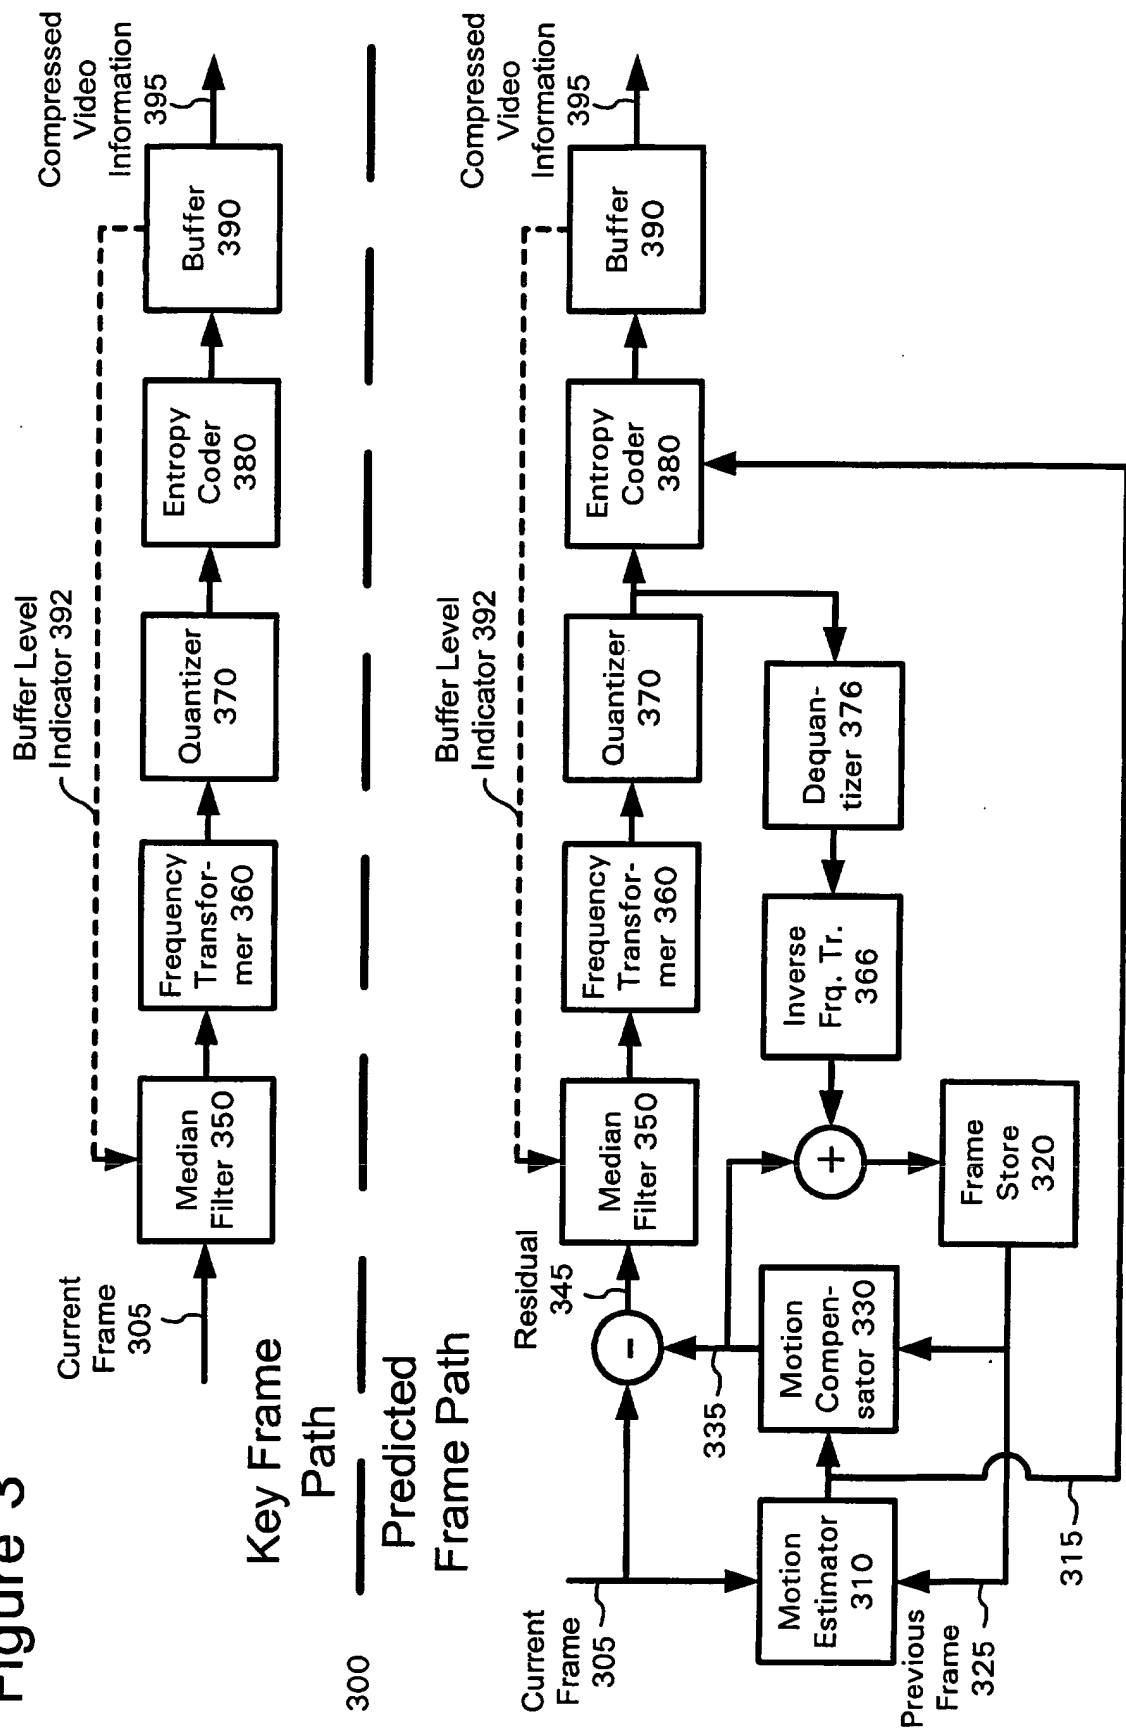 Figure 3
Current
Frame
305
Median
Filter 350
Frequency
Transfor-
mer 360
Quantizer
370
Entropy
Coder
380
Buffer
390
Buffer Level
Indicator 392
Compressed
Video
Information
395
Key Frame
Path
300
Predicted
Frame Path
Current
Frame
305
Residual
345
Median
Filter 350
Frequency
Transfor-
mer 360
Quantizer
370
Entropy
Coder
380
Buffer
390
Buffer Level
Indicator 392
Compressed
Video
Information
395
-
335
+
Inverse
Frq. Tr.
366
Dequan-
tizer 376
Motion
Estimator
310
Motion
Compen-
sator 330
Frame
Store
320
Previous
Frame
325
315